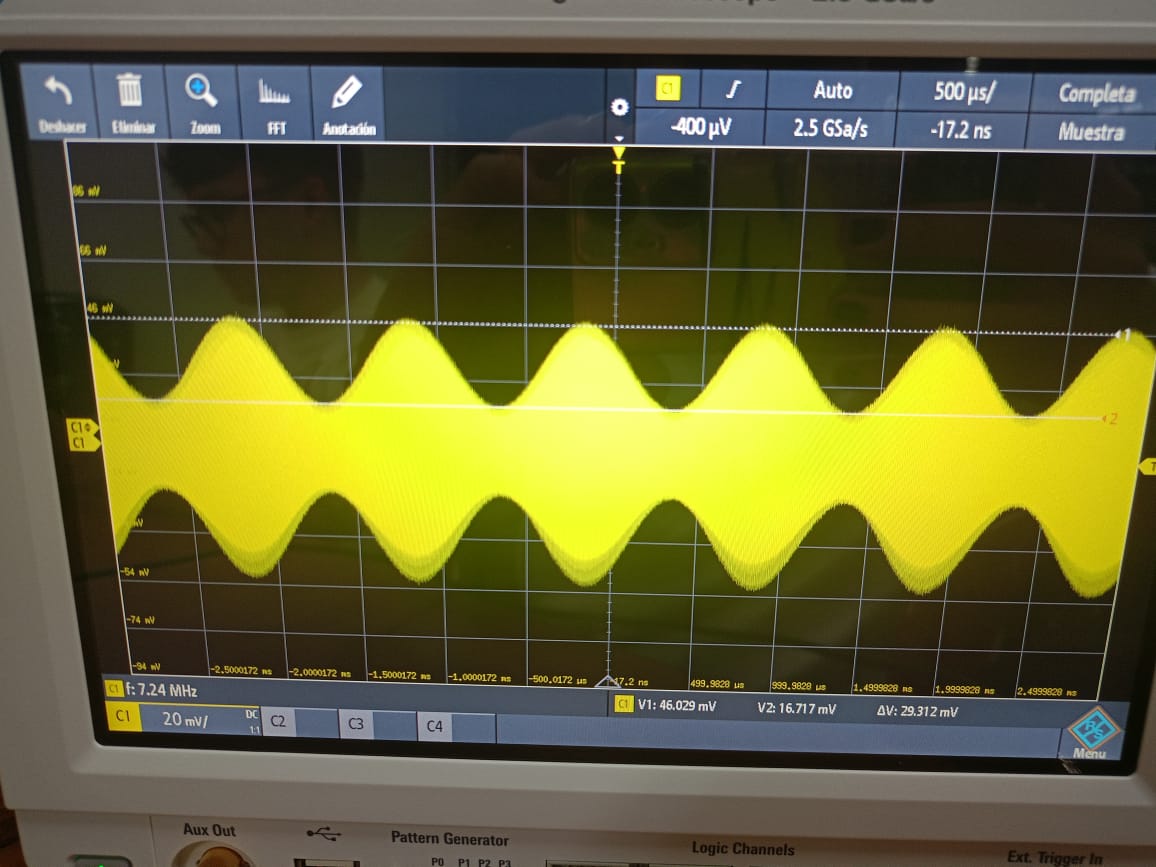 C1 Auto 500 µs/ Completa
Deshacer Eliminar Zoom FFT Anotación -400 µV 2.5 GSa/s -17.2 ns Muestra
T
86 mV
66 mV
46 mV
1
C1
C1
2
T
-54 mV
-74 mV
-94 mV
-2.5000172 ms -2.0000172 ms -1.5000172 ms -1.0000172 ms -500.0172 µs -17.2 ns 499.9828 µs 999.9828 µs 1.4999828 ms 1.9999828 ms 2.4999828 ms
C1 f: 7.24 MHz
C1 V1: 46.029 mV V2: 16.717 mV ΔV: 29.312 mV
C1 20 mV/ DC 1:1 C2 C3 C4
R&S
Menu
Aux Out
Pattern Generator
P0 P1 P2 P3
Logic Channels
Ext. Trigger In